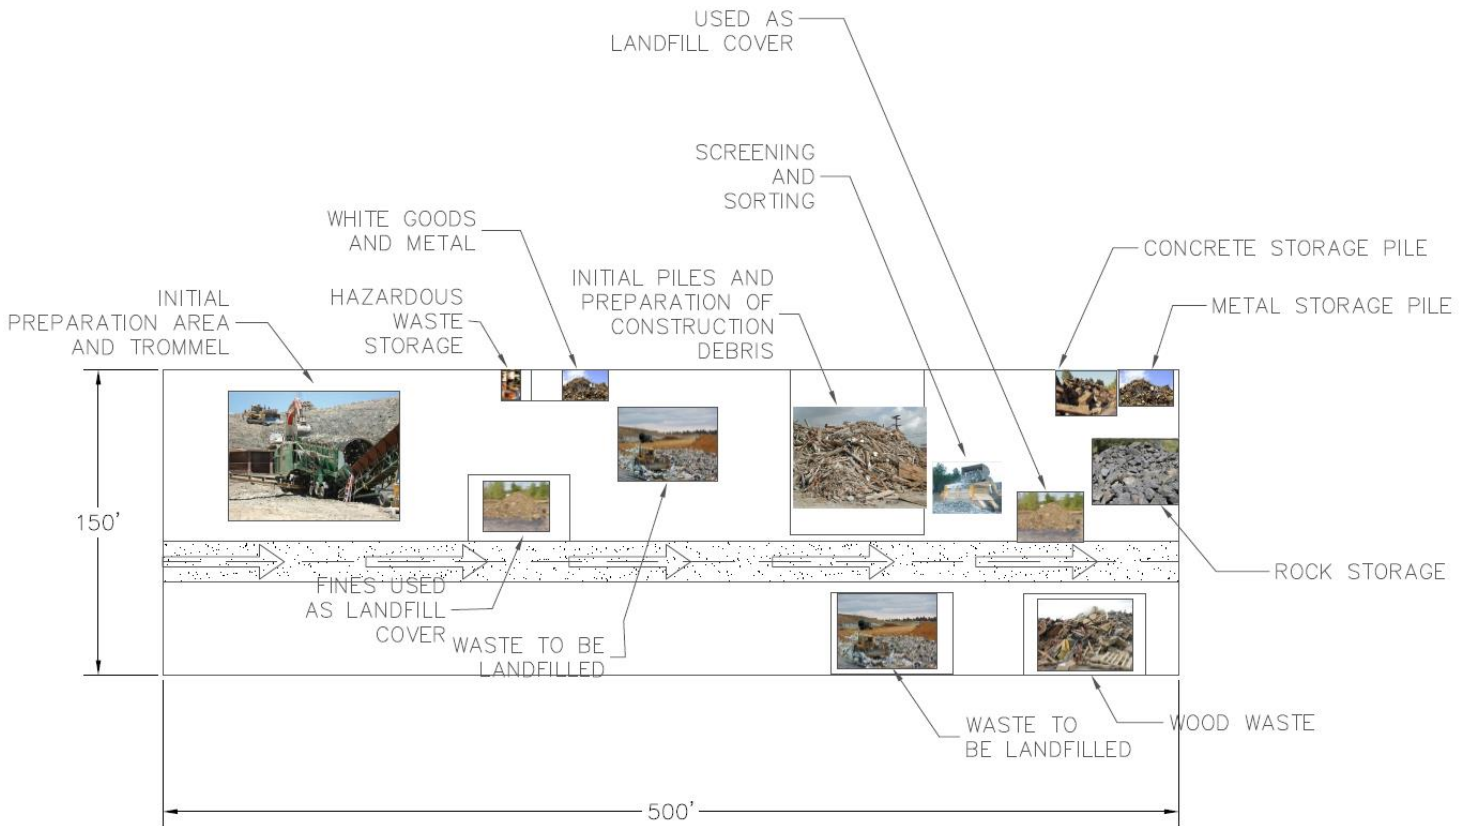 USED AS
LANDFILL COVER
SCREENING
AND
SORTING
WHITE GOODS
AND METAL
CONCRETE STORAGE PILE
INITIAL PILES AND
PREPARATION OF
CONSTRUCTION
DEBRIS
INITIAL
PREPARATION AREA
AND TROMMEL
HAZARDOUS
WASTE
STORAGE
METAL STORAGE PILE
150'
ROCK STORAGE
FINES USED
AS LANDFILL
COVER
WASTE TO BE
LANDFILLED
WASTE TO
BE LANDFILLED
WOOD WASTE
500'